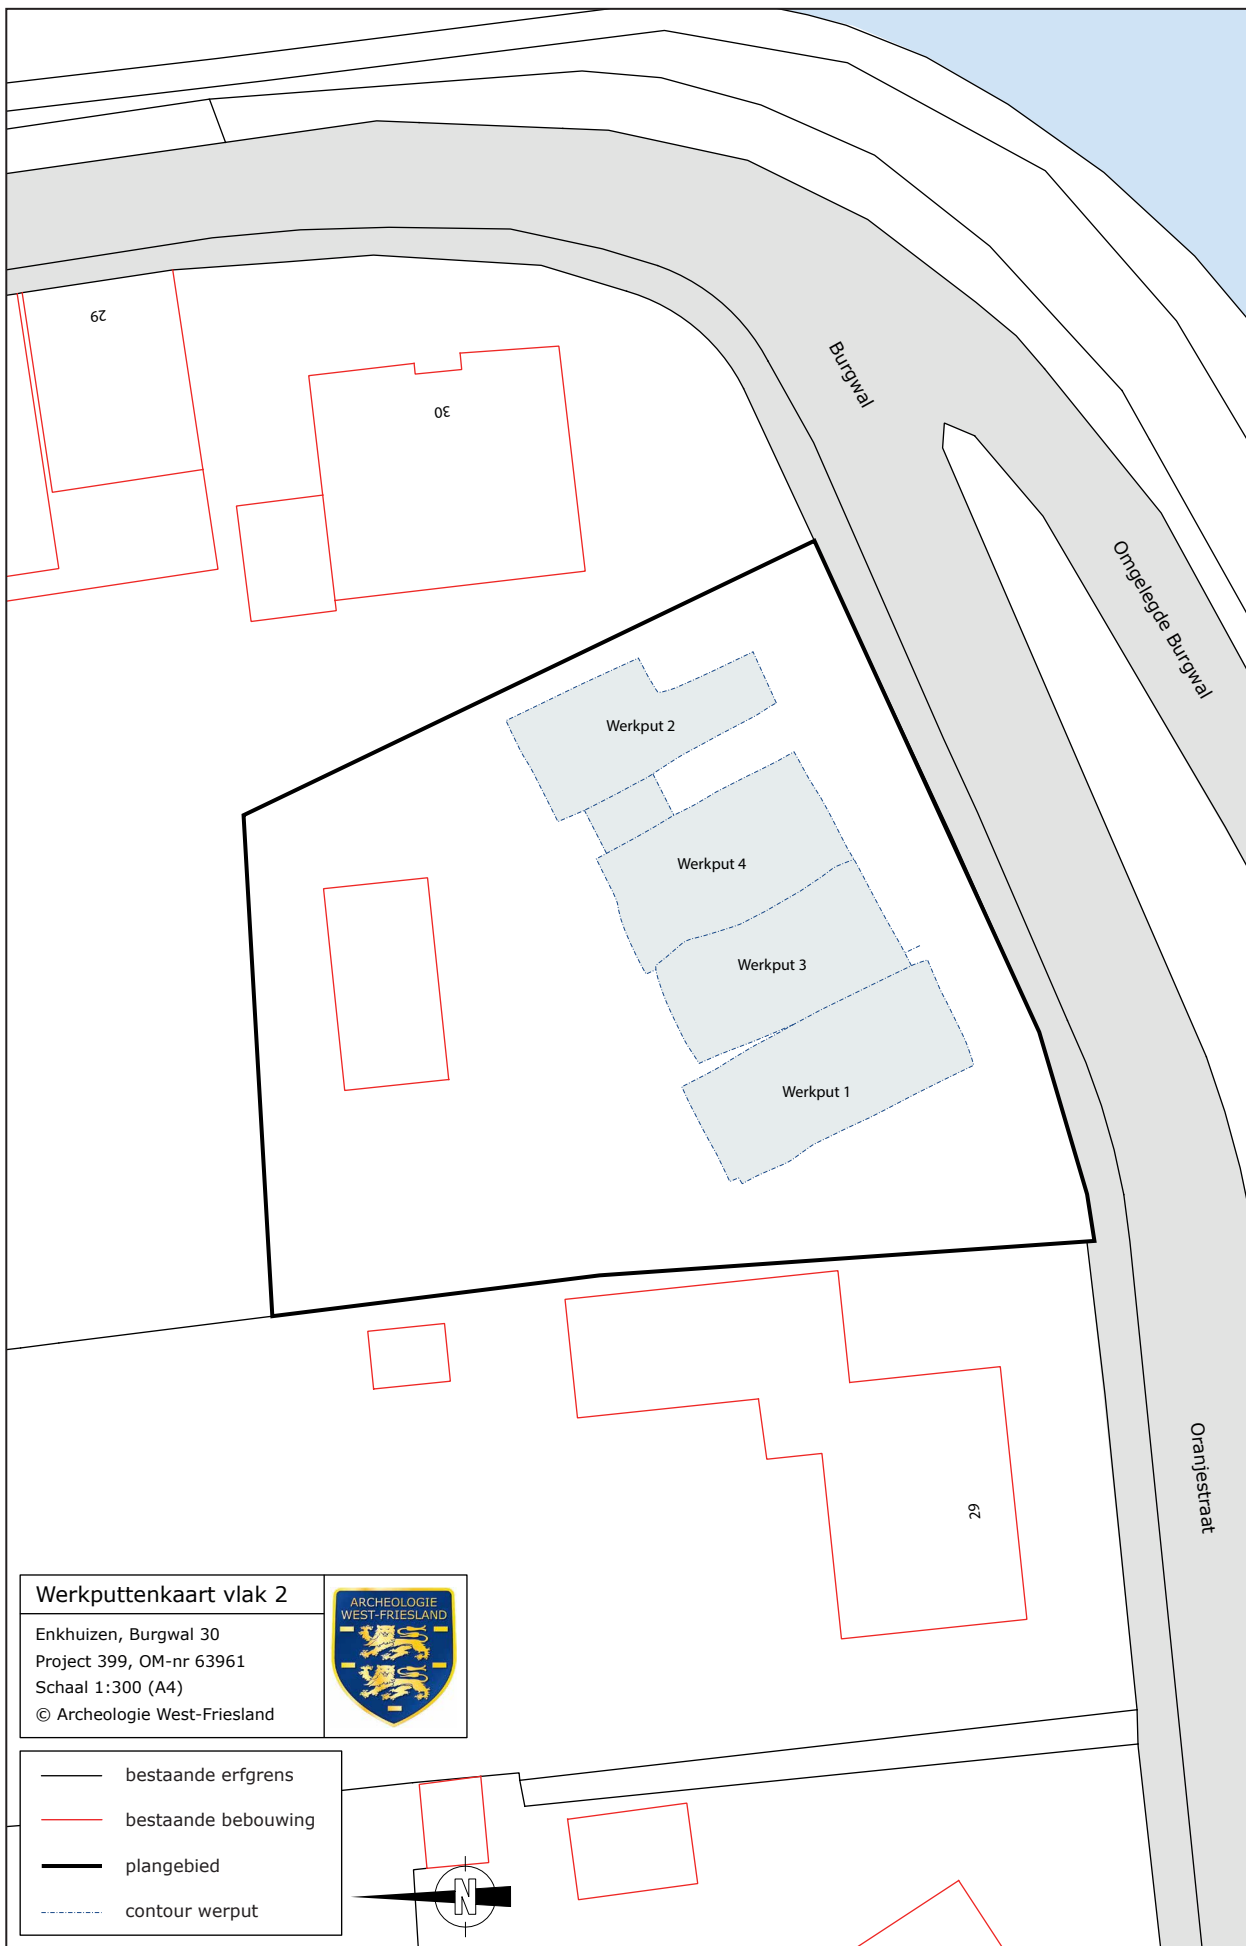 29
30
Burgwal
Omgelegde Burgwal
Werkput 2
Werkput 4
Werkput 3
Werkput 1
Oranjestraat
29
Werkputtenkaart vlak 2
Enkhuizen, Burgwal 30
Project 399, OM-nr 63961
Schaal 1:300 (A4)
© Archeologie West-Friesland
ARCHEOLOGIE
WEST-FRIESLAND
bestaande erfgrens
bestaande bebouwing
plangebied
contour werput
N